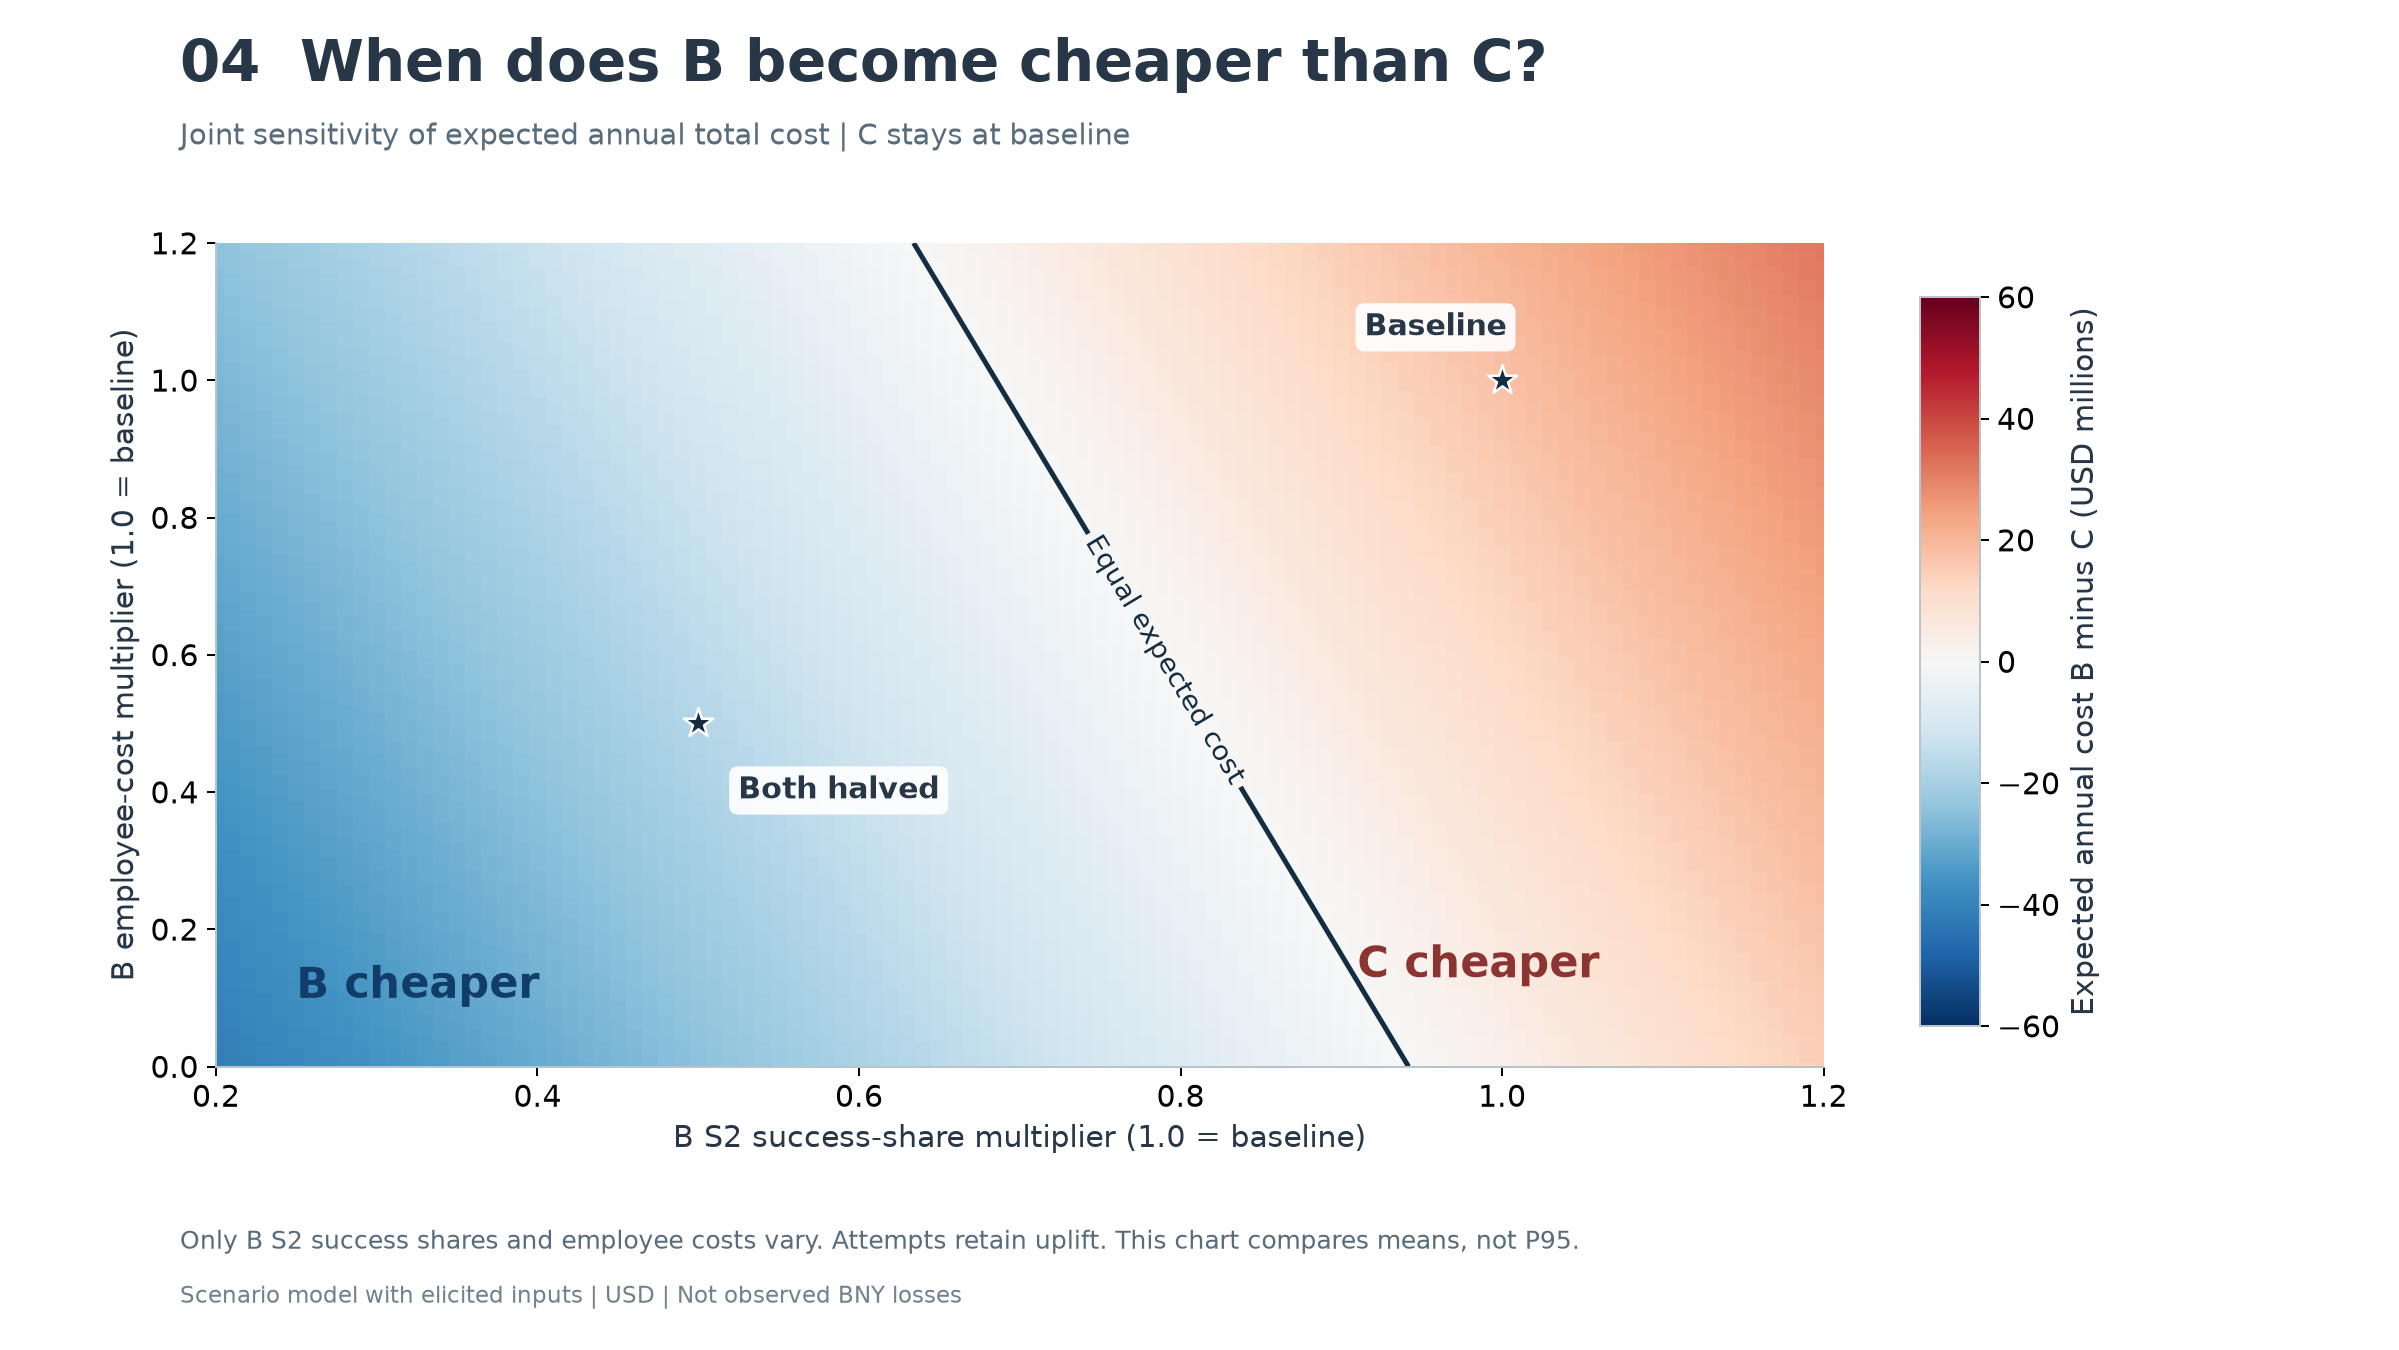 04 When does B become cheaper than C?
Joint sensitivity of expected annual total cost | C stays at baseline
B employee-cost multiplier (1.0 = baseline)
1.2
1.0
0.8
0.6
0.4
0.2
0.0
Baseline
Equal expected cost
Both halved
B cheaper
C cheaper
0.2
0.4
0.6
0.8
1.0
1.2
B S2 success-share multiplier (1.0 = baseline)
60
40
20
0
−20
−40
−60
Expected annual cost B minus C (USD millions)
Only B S2 success shares and employee costs vary. Attempts retain uplift. This chart compares means, not P95.
Scenario model with elicited inputs | USD | Not observed BNY losses